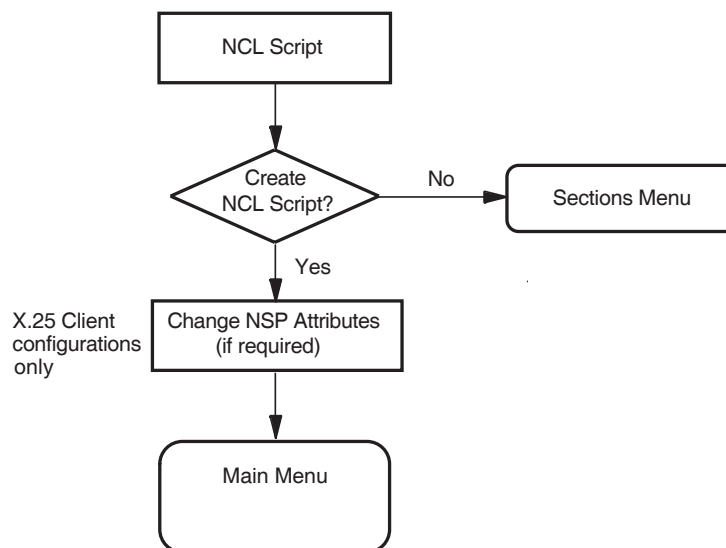 NCL Script
Create
NCL Script?
No
Sections Menu
Yes
X.25 Client
configurations
only
Change NSP Attributes
(if required)
Main Menu